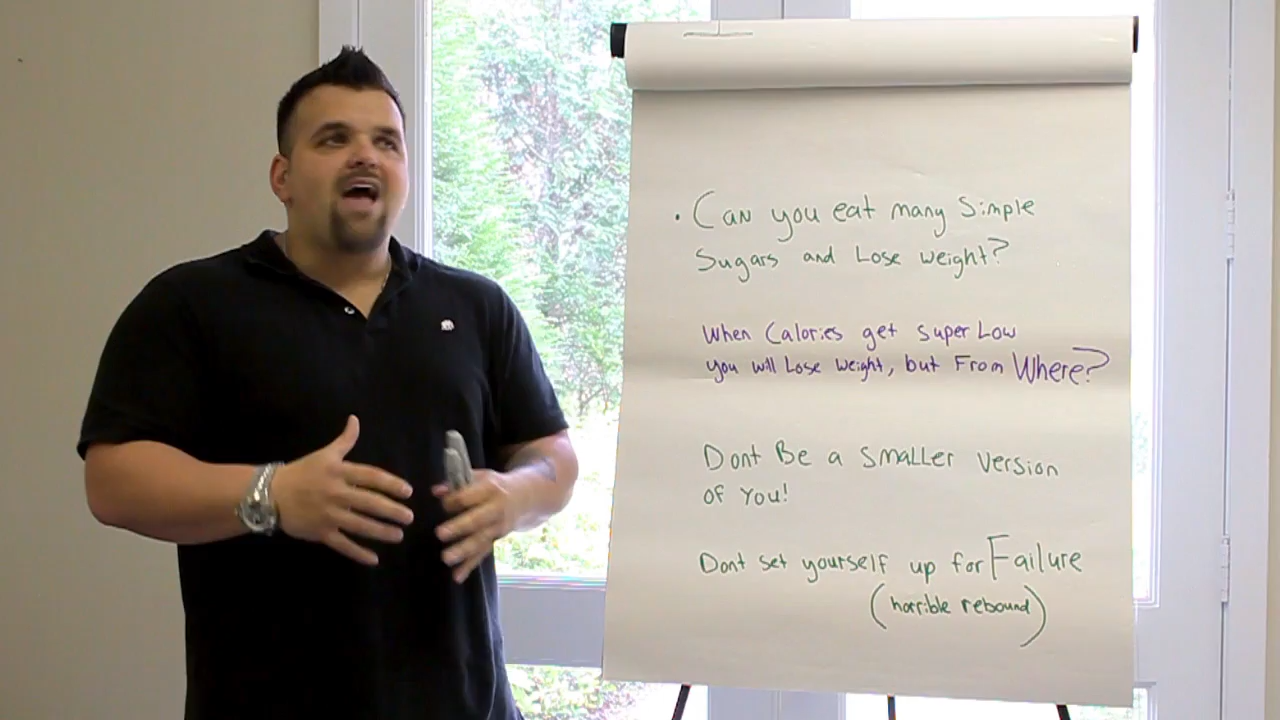 • Can you eat many Simple
Sugars and Lose weight?
When Calories get super Low
you will Lose weight, but From Where?
Dont Be a smaller version
of you!
Dont set yourself up for Failure
(horrible rebound)